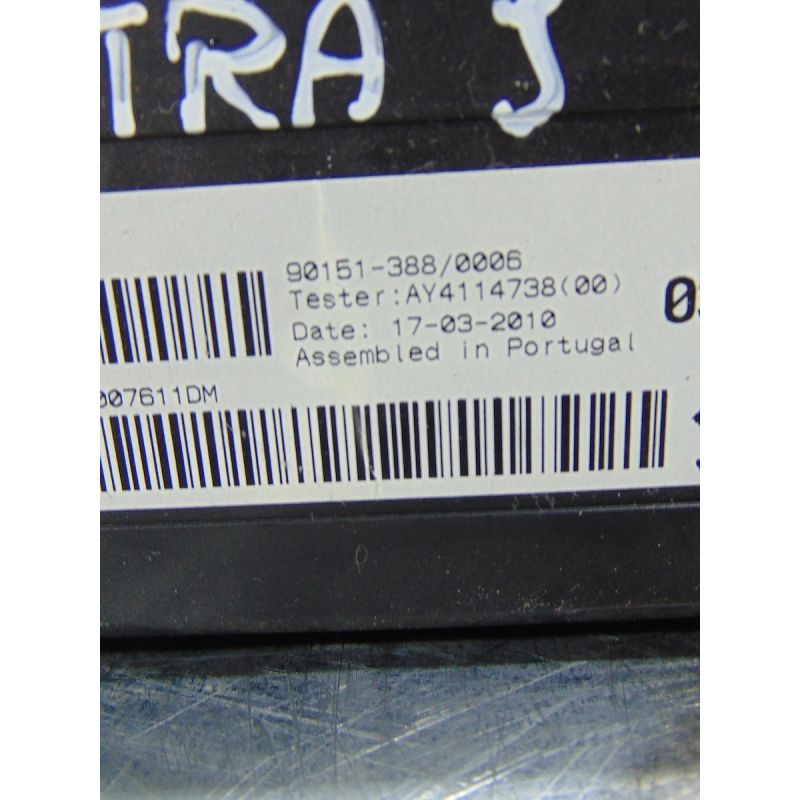 TRA J
90151-388/0006
Tester:AY4114738(00)
Date: 17-03-2010
Assembled in Portugal
007611DM